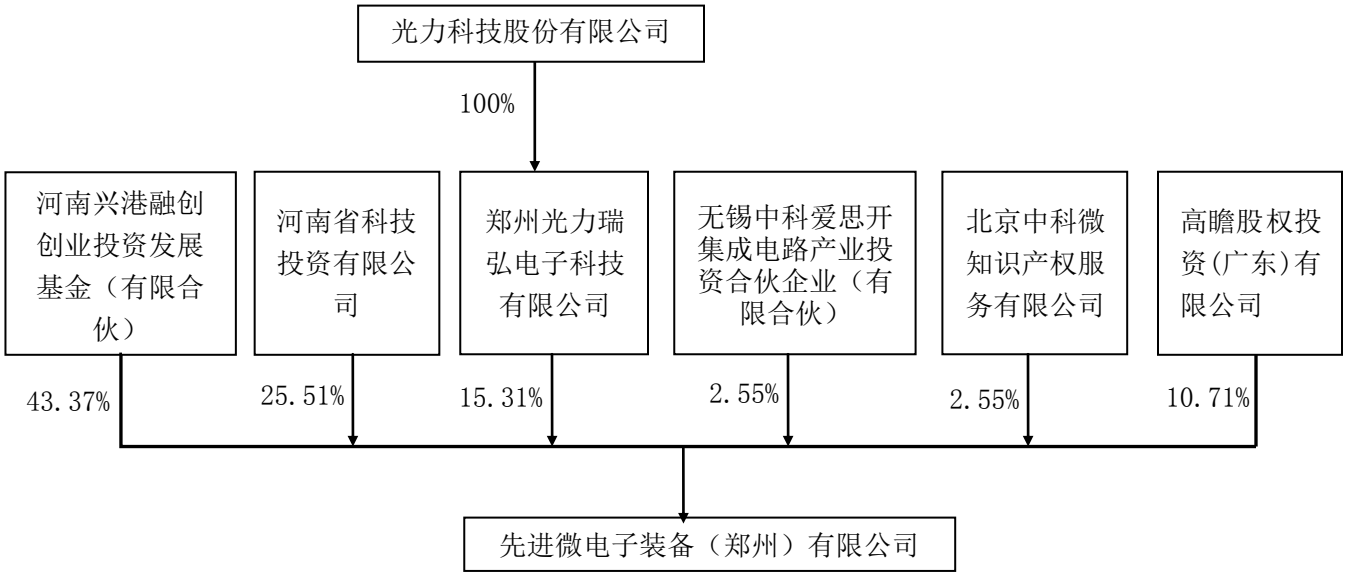 光力科技股份有限公司
100%
河南兴港融创
创业投资发展
基金（有限合
伙）
河南省科技
投资有限公
司
郑州光力瑞
弘电子科技
有限公司
无锡中科爱思开
集成电路产业投
资合伙企业（有
限合伙）
北京中科微
知识产权服
务有限公司
高瞻股权投
资(广东)有
限公司
43.37%
25.51%
15.31%
2.55%
2.55%
10.71%
先进微电子装备（郑州）有限公司